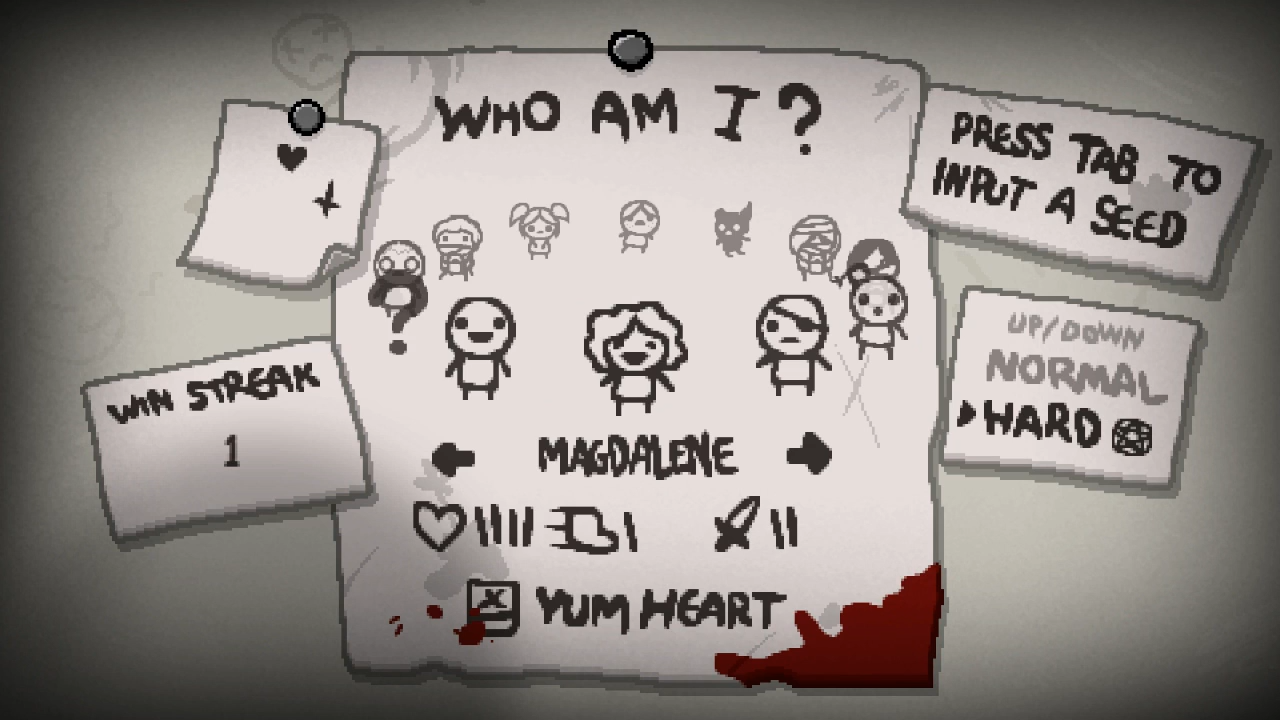 WHO AM I?
PRESS TAB TO
INPUT A SEED
WIN STREAK
1
UP/DOWN
NORMAL
HARD
?
MAGDALENE
YUM HEART